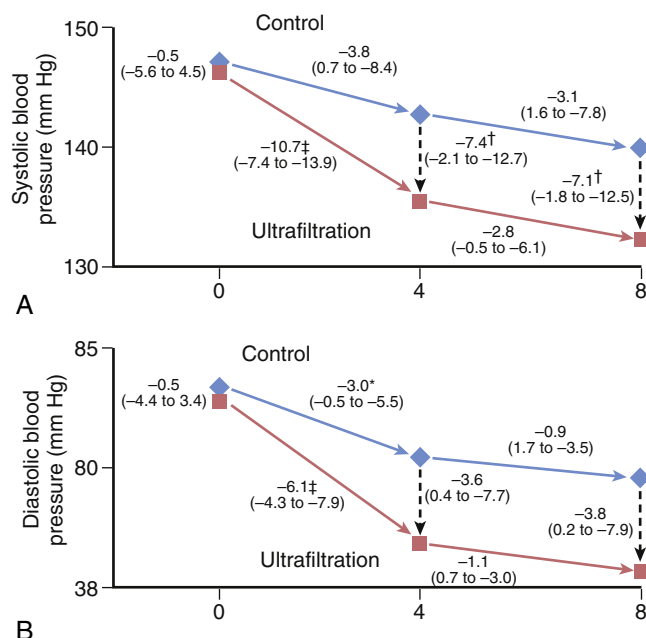 150
Control
–0.5
(–5.6 to 4.5)
–3.8
(0.7 to –8.4)
–3.1
(1.6 to –7.8)
Systolic blood
pressure (mm Hg)
140
–10.7‡
(–7.4 to –13.9)
–7.4†
(–2.1 to –12.7)
–7.1†
(–1.8 to –12.5)
Ultrafiltration
–2.8
(–0.5 to –6.1)
130
0
4
8
A
85
Control
–0.5
(–4.4 to 3.4)
–3.0*
(–0.5 to –5.5)
–0.9
(1.7 to –3.5)
Diastolic blood
pressure (mm Hg)
80
–6.1‡
(–4.3 to –7.9)
–3.6
(0.4 to –7.7)
–3.8
(0.2 to –7.9)
Ultrafiltration
–1.1
(0.7 to –3.0)
38
0
4
8
B